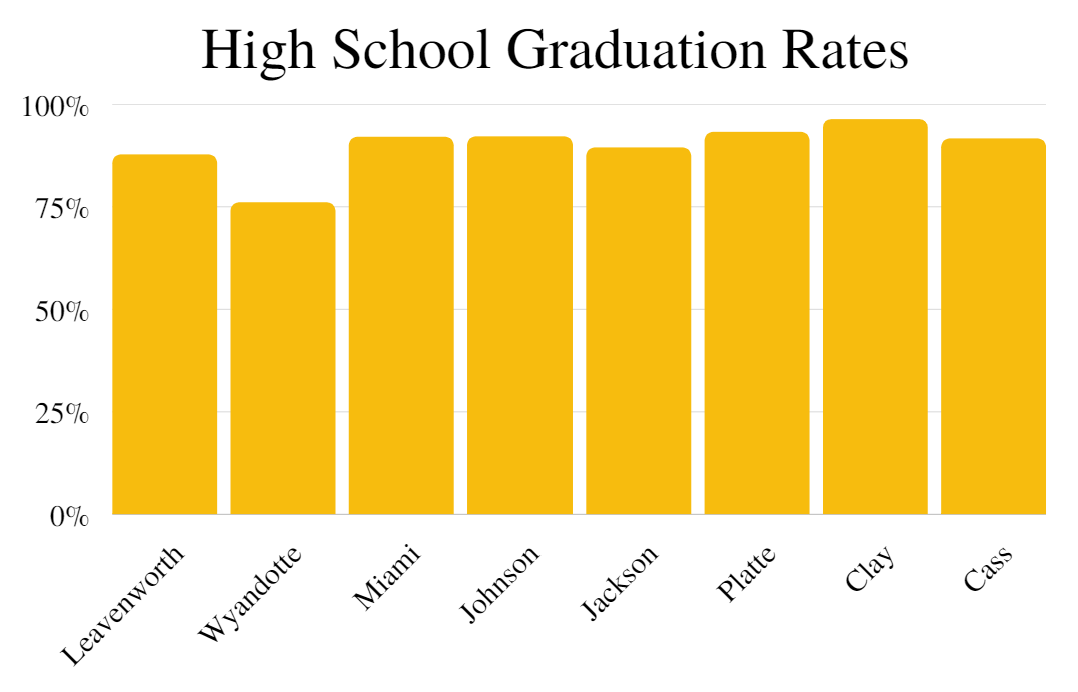 High School Graduation Rates
100%
75%
50%
25%
0%
Leavenworth
Wyandotte
Miami
Johnson
Jackson
Platte
Clay
Cass